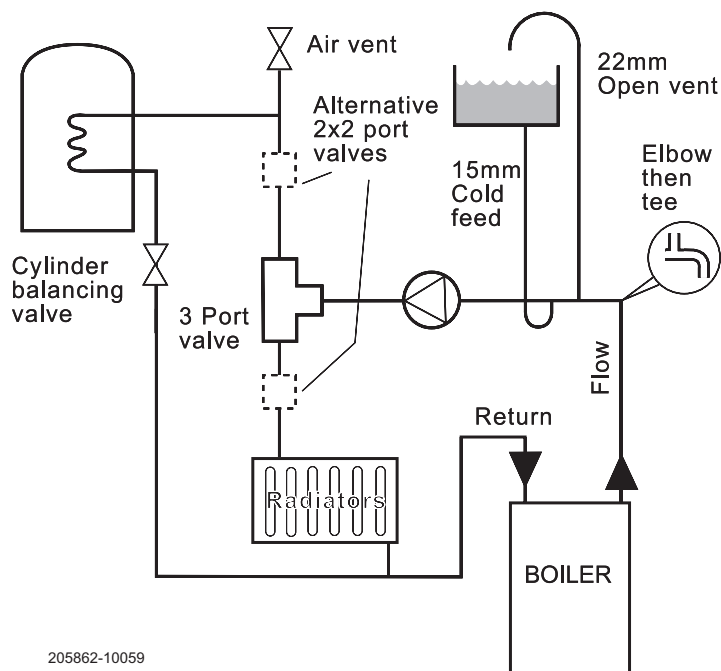 Air vent
22mm
Open vent
Alternative
2x2 port
valves
15mm
Cold
feed
Elbow
then
tee
Cylinder
balancing
valve
3 Port
valve
Flow
Return
Radiators
BOILER
205862-10059